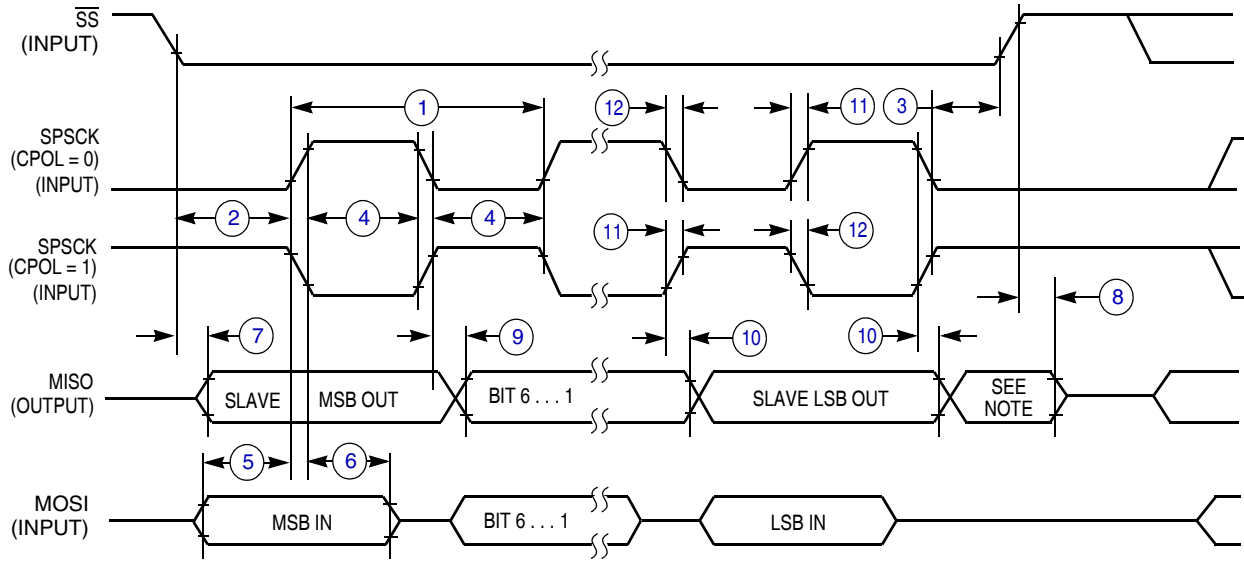 SS
(INPUT)
1
12
11
3
SPSCK
(CPOL = 0)
(INPUT)
2
4
4
11
12
SPSCK
(CPOL = 1)
(INPUT)
8
7
9
10
10
MISO
(OUTPUT)
SLAVE
MSB OUT
BIT 6 . . . 1
SLAVE LSB OUT
SEE
NOTE
5
6
MOSI
(INPUT)
MSB IN
BIT 6 . . . 1
LSB IN